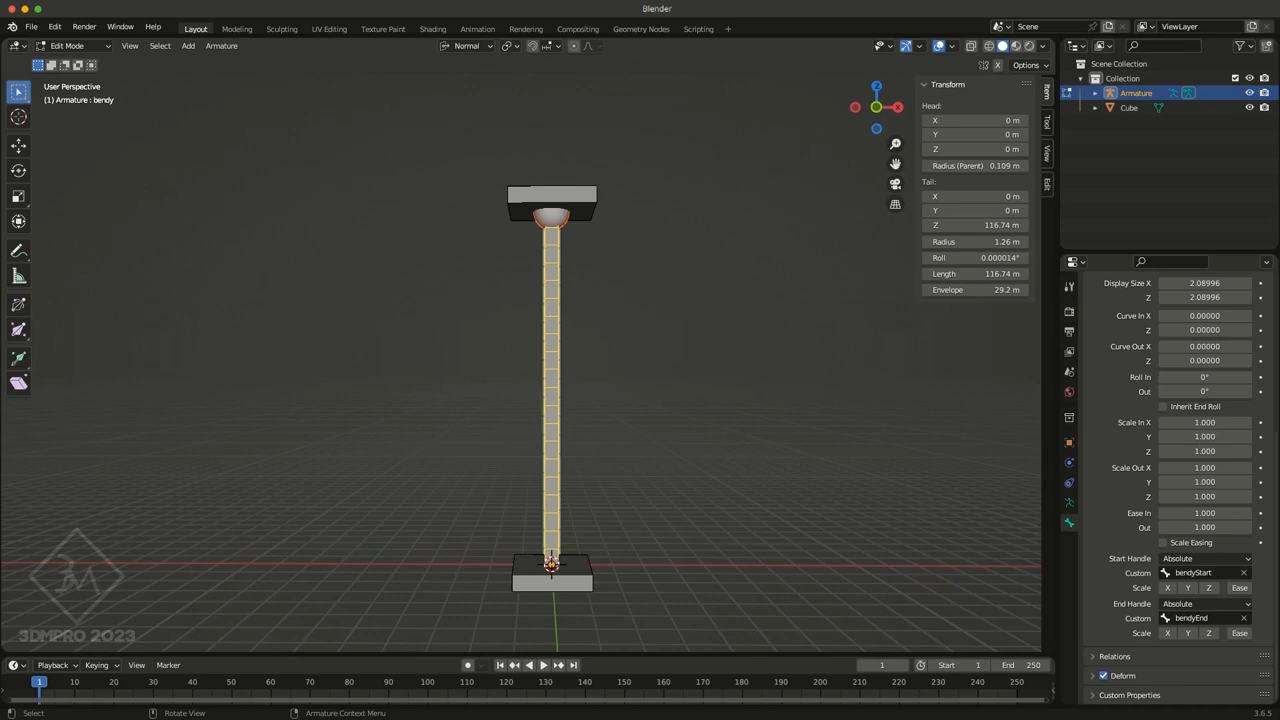 Blender
File Edit Render Window Help
Layout Modeling Sculpting UV Editing Texture Paint Shading Animation Rendering Compositing Geometry Nodes Scripting +
Scene
ViewLayer
Edit Mode View Select Add Armature
Normal
X
Options
User Perspective
(1) Armature : bendy
Transform
Head:
X 0 m
Y 0 m
Z 0 m
Radius (Parent) 0.109 m
Tail:
X 0 m
Y 0 m
Z 116.74 m
Radius 1.26 m
Roll 0.000014°
Length 116.74 m
Envelope 29.2 m
Item
Tool
View
Edit
Z
X
Scene Collection
Collection
Armature
Cube
Display Size X 2.08996
Z 2.08996
Curve In X 0.00000
Z 0.00000
Curve Out X 0.00000
Z 0.00000
Roll In 0°
Out 0°
Inherit End Roll
Scale In X 1.000
Y 1.000
Z 1.000
Scale Out X 1.000
Y 1.000
Z 1.000
Ease In 1.000
Out 1.000
Scale Easing
Start Handle Absolute
Custom bendyStart
Scale X Y Z Ease
End Handle Absolute
Custom bendyEnd
Scale X Y Z Ease
Relations
Deform
Custom Properties
3DMPRO 2023
Playback Keying View Marker
1
Start 1
End 250
1 10 20 30 40 50 60 70 80 90 100 110 120 130 140 150 160 170 180 190 200 210 220 230 240 250
Select
Rotate View
Armature Context Menu
3.6.5